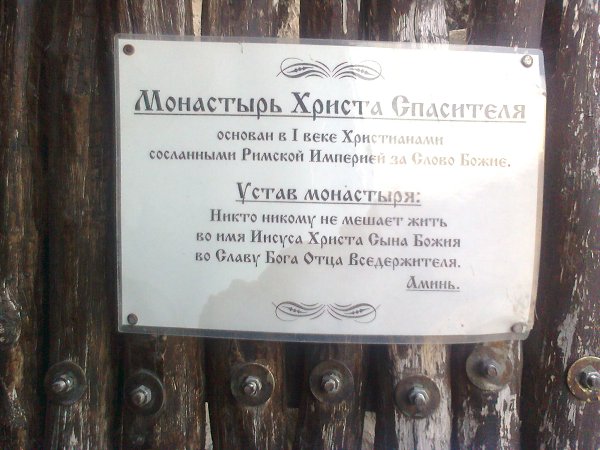 Монастырь Христа Спасителя
основан в I веке Христианами
сосланными Римской Империей за Слово Божие.
Устав монастыря:
Никто никому не мешает жить
во имя Иисуса Христа Сына Божия
во Славу Бога Отца Вседержителя.
Аминь.